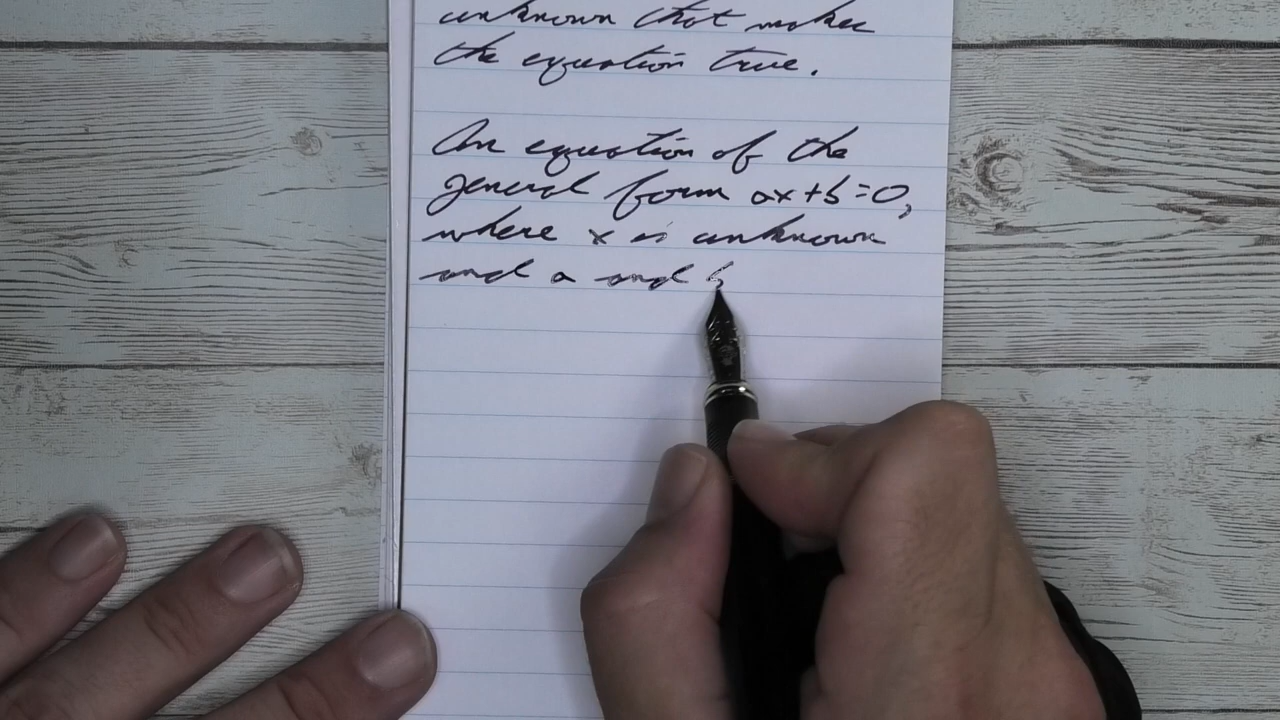 unknown that makes
the equation true.
An equation of the
general form ax+b=0,
where x is unknown
and a and b